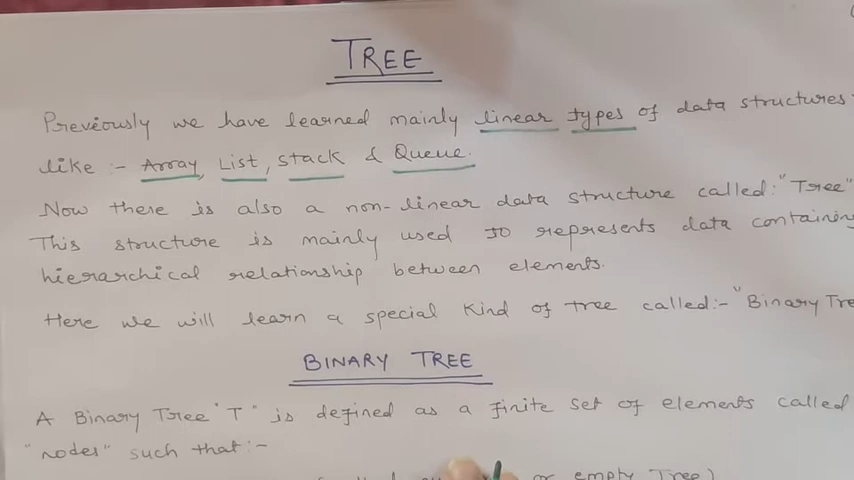 TREE
Previously we have learned mainly linear types of data structures
like :- Array, List, Stack & Queue.
Now there is also a non-linear data structure called: "Tree"
This structure is mainly used to represents data containing
hierarchical relationship between elements.
Here we will learn a special kind of tree called:- "Binary Tre
BINARY TREE
A Binary Tree "T" is defined as a finite set of elements called
"nodes" such that:-
or empty Tree)